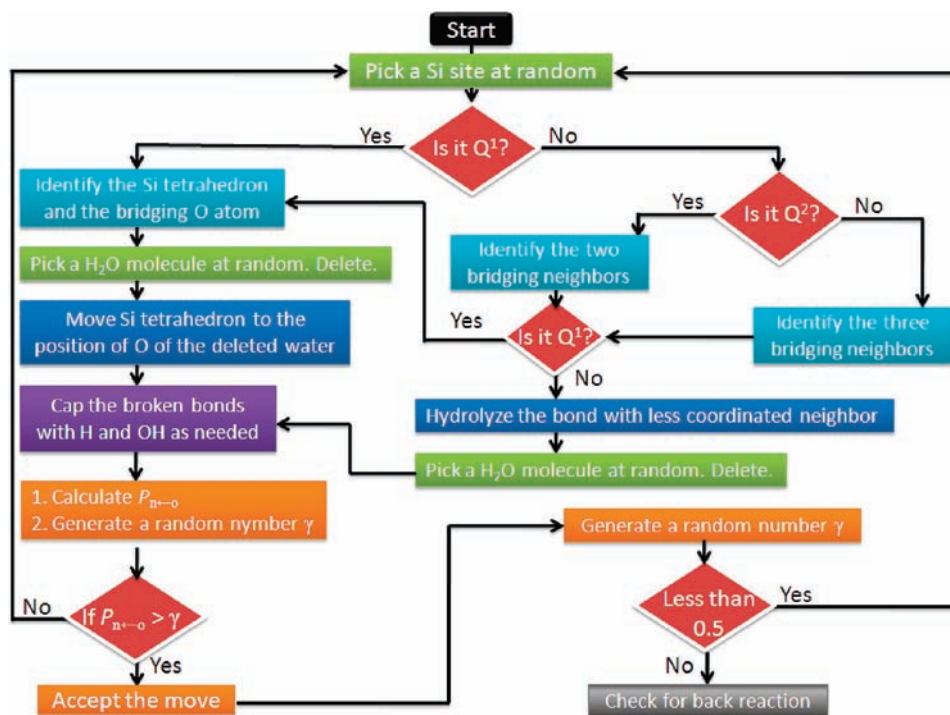 Start
Pick a Si site at random
Yes
Is it Q¹?
No
Identify the Si tetrahedron
and the bridging O atom
Yes
Is it Q²?
No
Identify the two
bridging neighbors
Pick a H₂O molecule at random. Delete.
Move Si tetrahedron to the
position of O of the deleted water
Yes
Is it Q¹?
Identify the three
bridging neighbors
No
Cap the broken bonds
with H and OH as needed
Hydrolyze the bond with less coordinated neighbor
Pick a H₂O molecule at random. Delete.
1. Calculate Pn←o
2. Generate a random nymber γ
Generate a random number γ
No
If Pn←o > γ
Less than
0.5
Yes
Yes
No
Accept the move
Check for back reaction